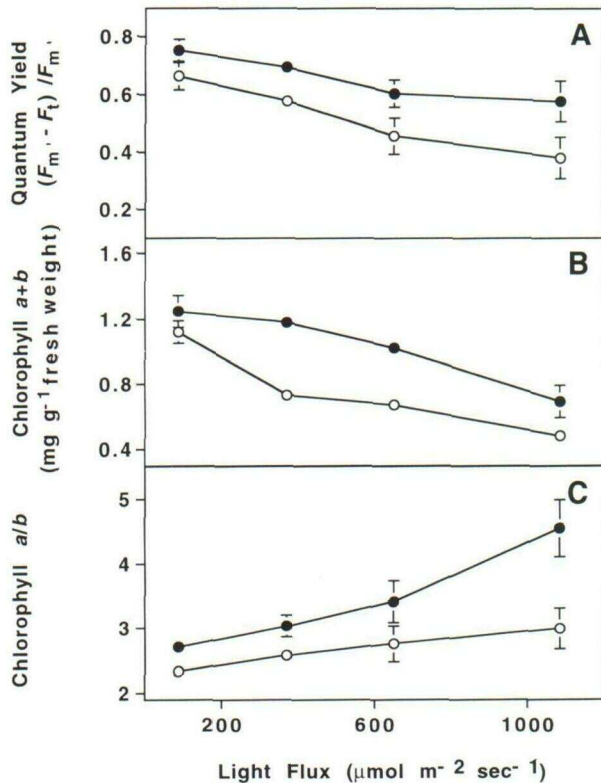 Quantum Yield
(Fm' - Ft) /Fm'
0.8
0.6
0.4
0.2
A
Chlorophyll a+b
(mg g-1 fresh weight)
1.6
1.2
0.8
0.4
B
Chlorophyll a/b
5
4
3
2
C
200
600
1000
Light Flux (μmol m- 2 sec- 1)